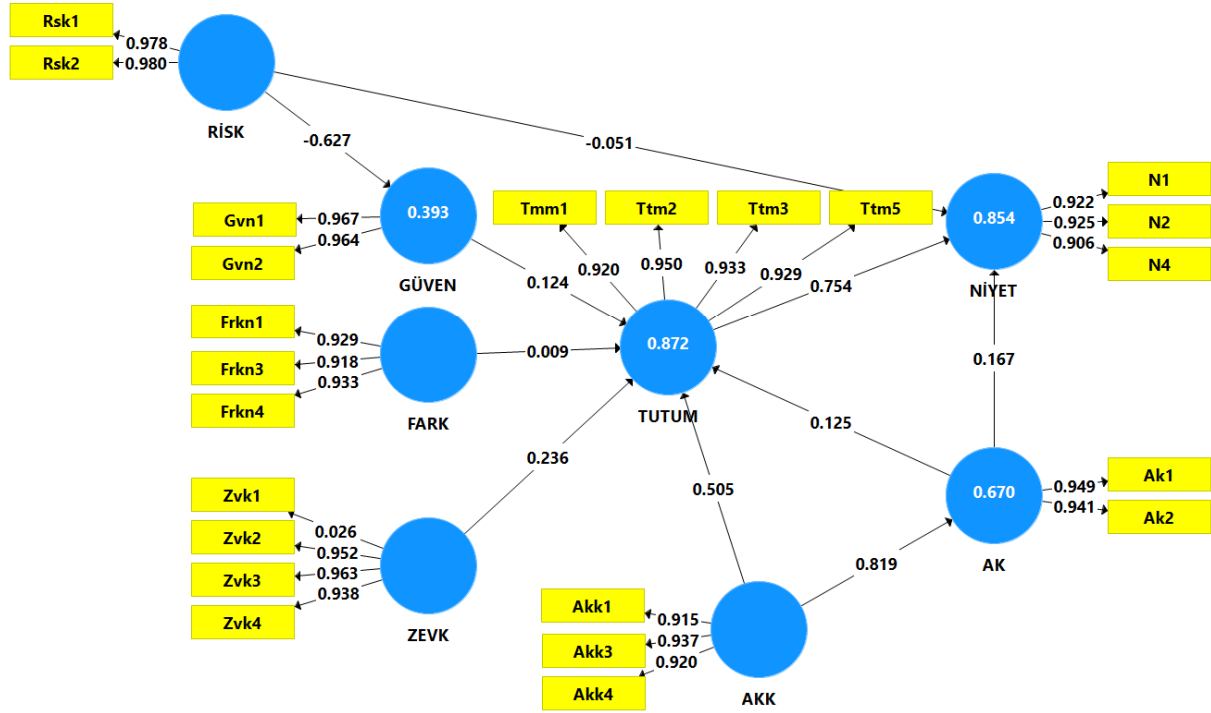 Rsk1
0.978
Rsk2
0.980
RİSK
-0.627
-0.051
Gvn1
0.967
Gvn2
0.964
0.393
GÜVEN
0.124
Tmm1
Ttm2
Ttm3
Ttm5
0.920
0.950
0.933
0.929
0.754
0.854
NİYET
N1
0.922
N2
0.925
N4
0.906
Frkn1
0.929
Frkn3
0.918
Frkn4
0.933
FARK
0.009
0.872
TUTUM
0.167
0.125
0.236
0.505
Zvk1
0.026
Zvk2
0.952
Zvk3
0.963
Zvk4
0.938
ZEVK
0.670
AK
Ak1
0.949
Ak2
0.941
0.819
Akk1
0.915
Akk3
0.937
Akk4
0.920
AKK